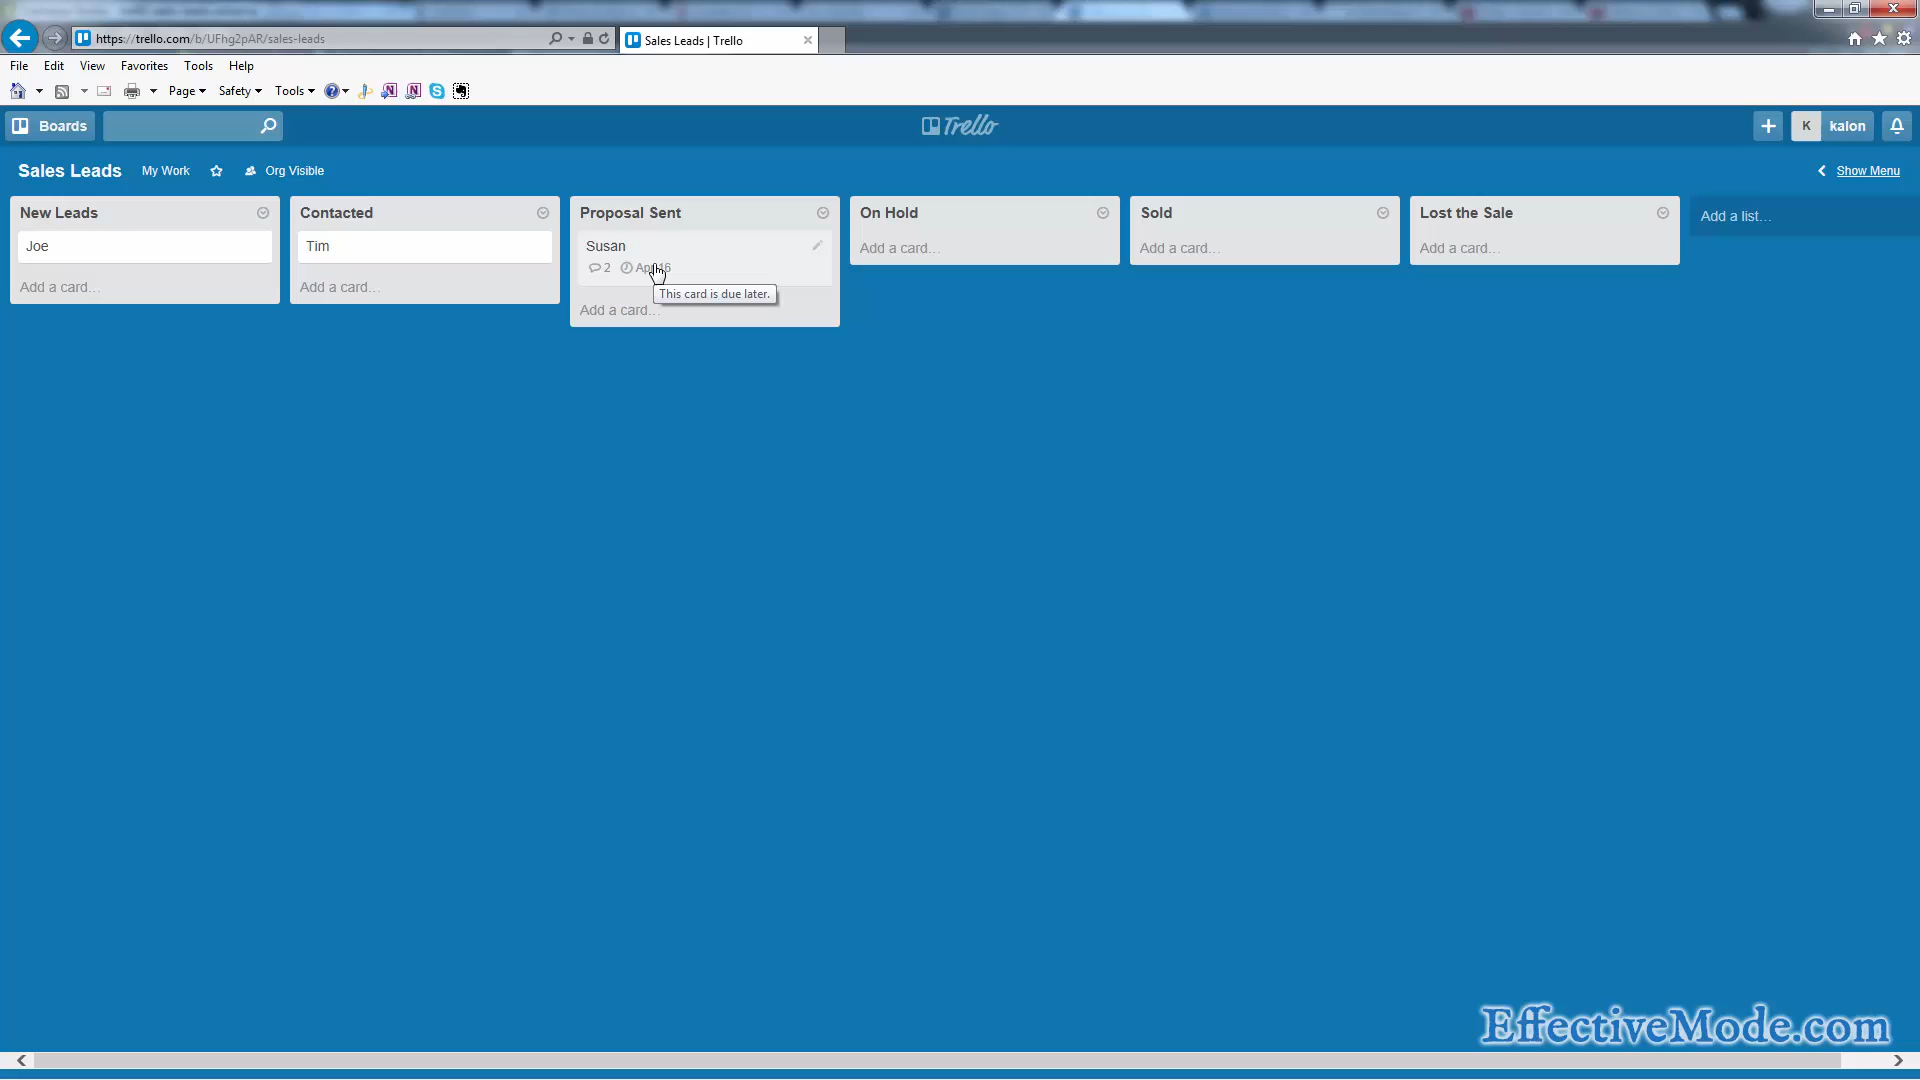 https://trello.com/b/UFhg2pAR/sales-leads
Sales Leads | Trello
File Edit View Favorites Tools Help
Page Safety Tools
Boards
Trello
K kalon
Sales Leads My Work Org Visible
Show Menu
New Leads
Joe
Add a card…
Contacted
Tim
Add a card…
Proposal Sent
Susan
2
This card is due later.
Add a card…
On Hold
Add a card…
Sold
Add a card…
Lost the Sale
Add a card…
Add a list…
EffectiveMode.com